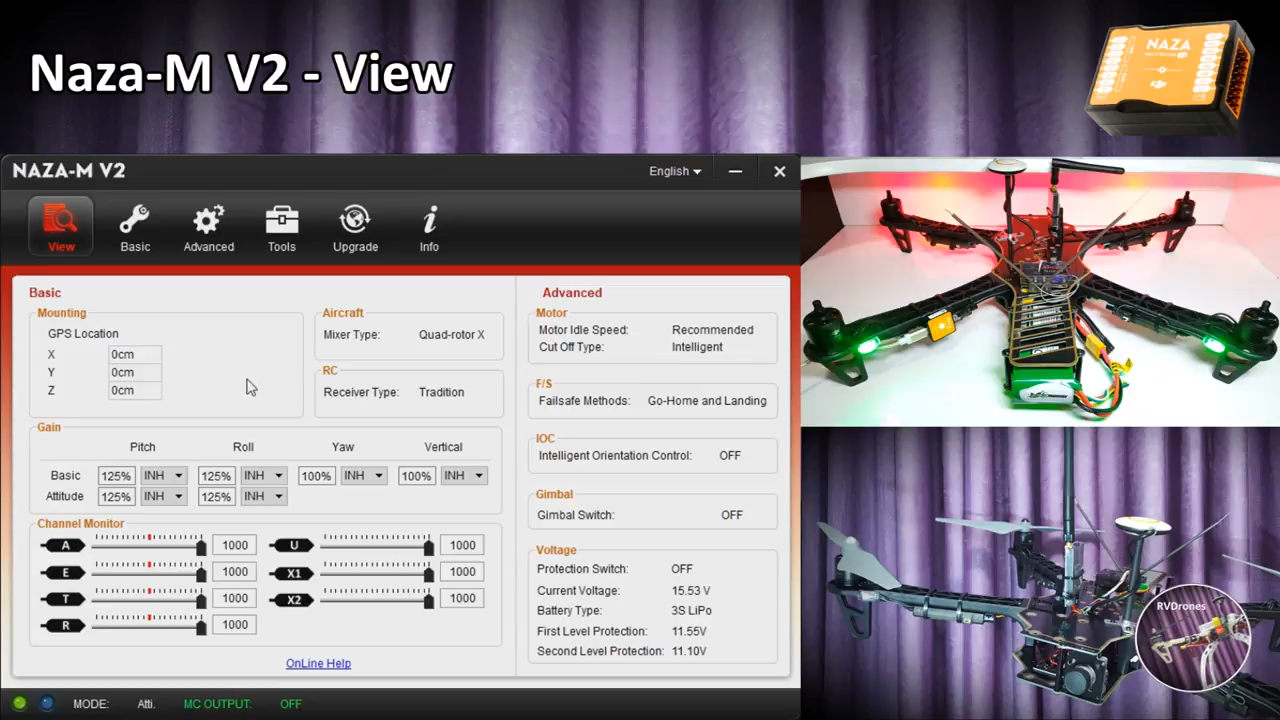 Naza-M V2 - View
NAZA
NAZA-M V2
English
View
Basic
Advanced
Tools
Upgrade
Info
Basic
Mounting
GPS Location
X 0cm
Y 0cm
Z 0cm
Aircraft
Mixer Type: Quad-rotor X
RC
Receiver Type: Tradition
Gain
Pitch Roll Yaw Vertical
Basic 125% INH 125% INH 100% INH 100% INH
Attitude 125% INH 125% INH
Channel Monitor
A 1000 U 1000
E 1000 X1 1000
T 1000 X2 1000
R 1000
OnLine Help
Advanced
Motor
Motor Idle Speed: Recommended
Cut Off Type: Intelligent
F/S
Failsafe Methods: Go-Home and Landing
IOC
Intelligent Orientation Control: OFF
Gimbal
Gimbal Switch: OFF
Voltage
Protection Switch: OFF
Current Voltage: 15.53 V
Battery Type: 3S LiPo
First Level Protection: 11.55V
Second Level Protection: 11.10V
MODE: Atti. MC OUTPUT: OFF
RVDrones